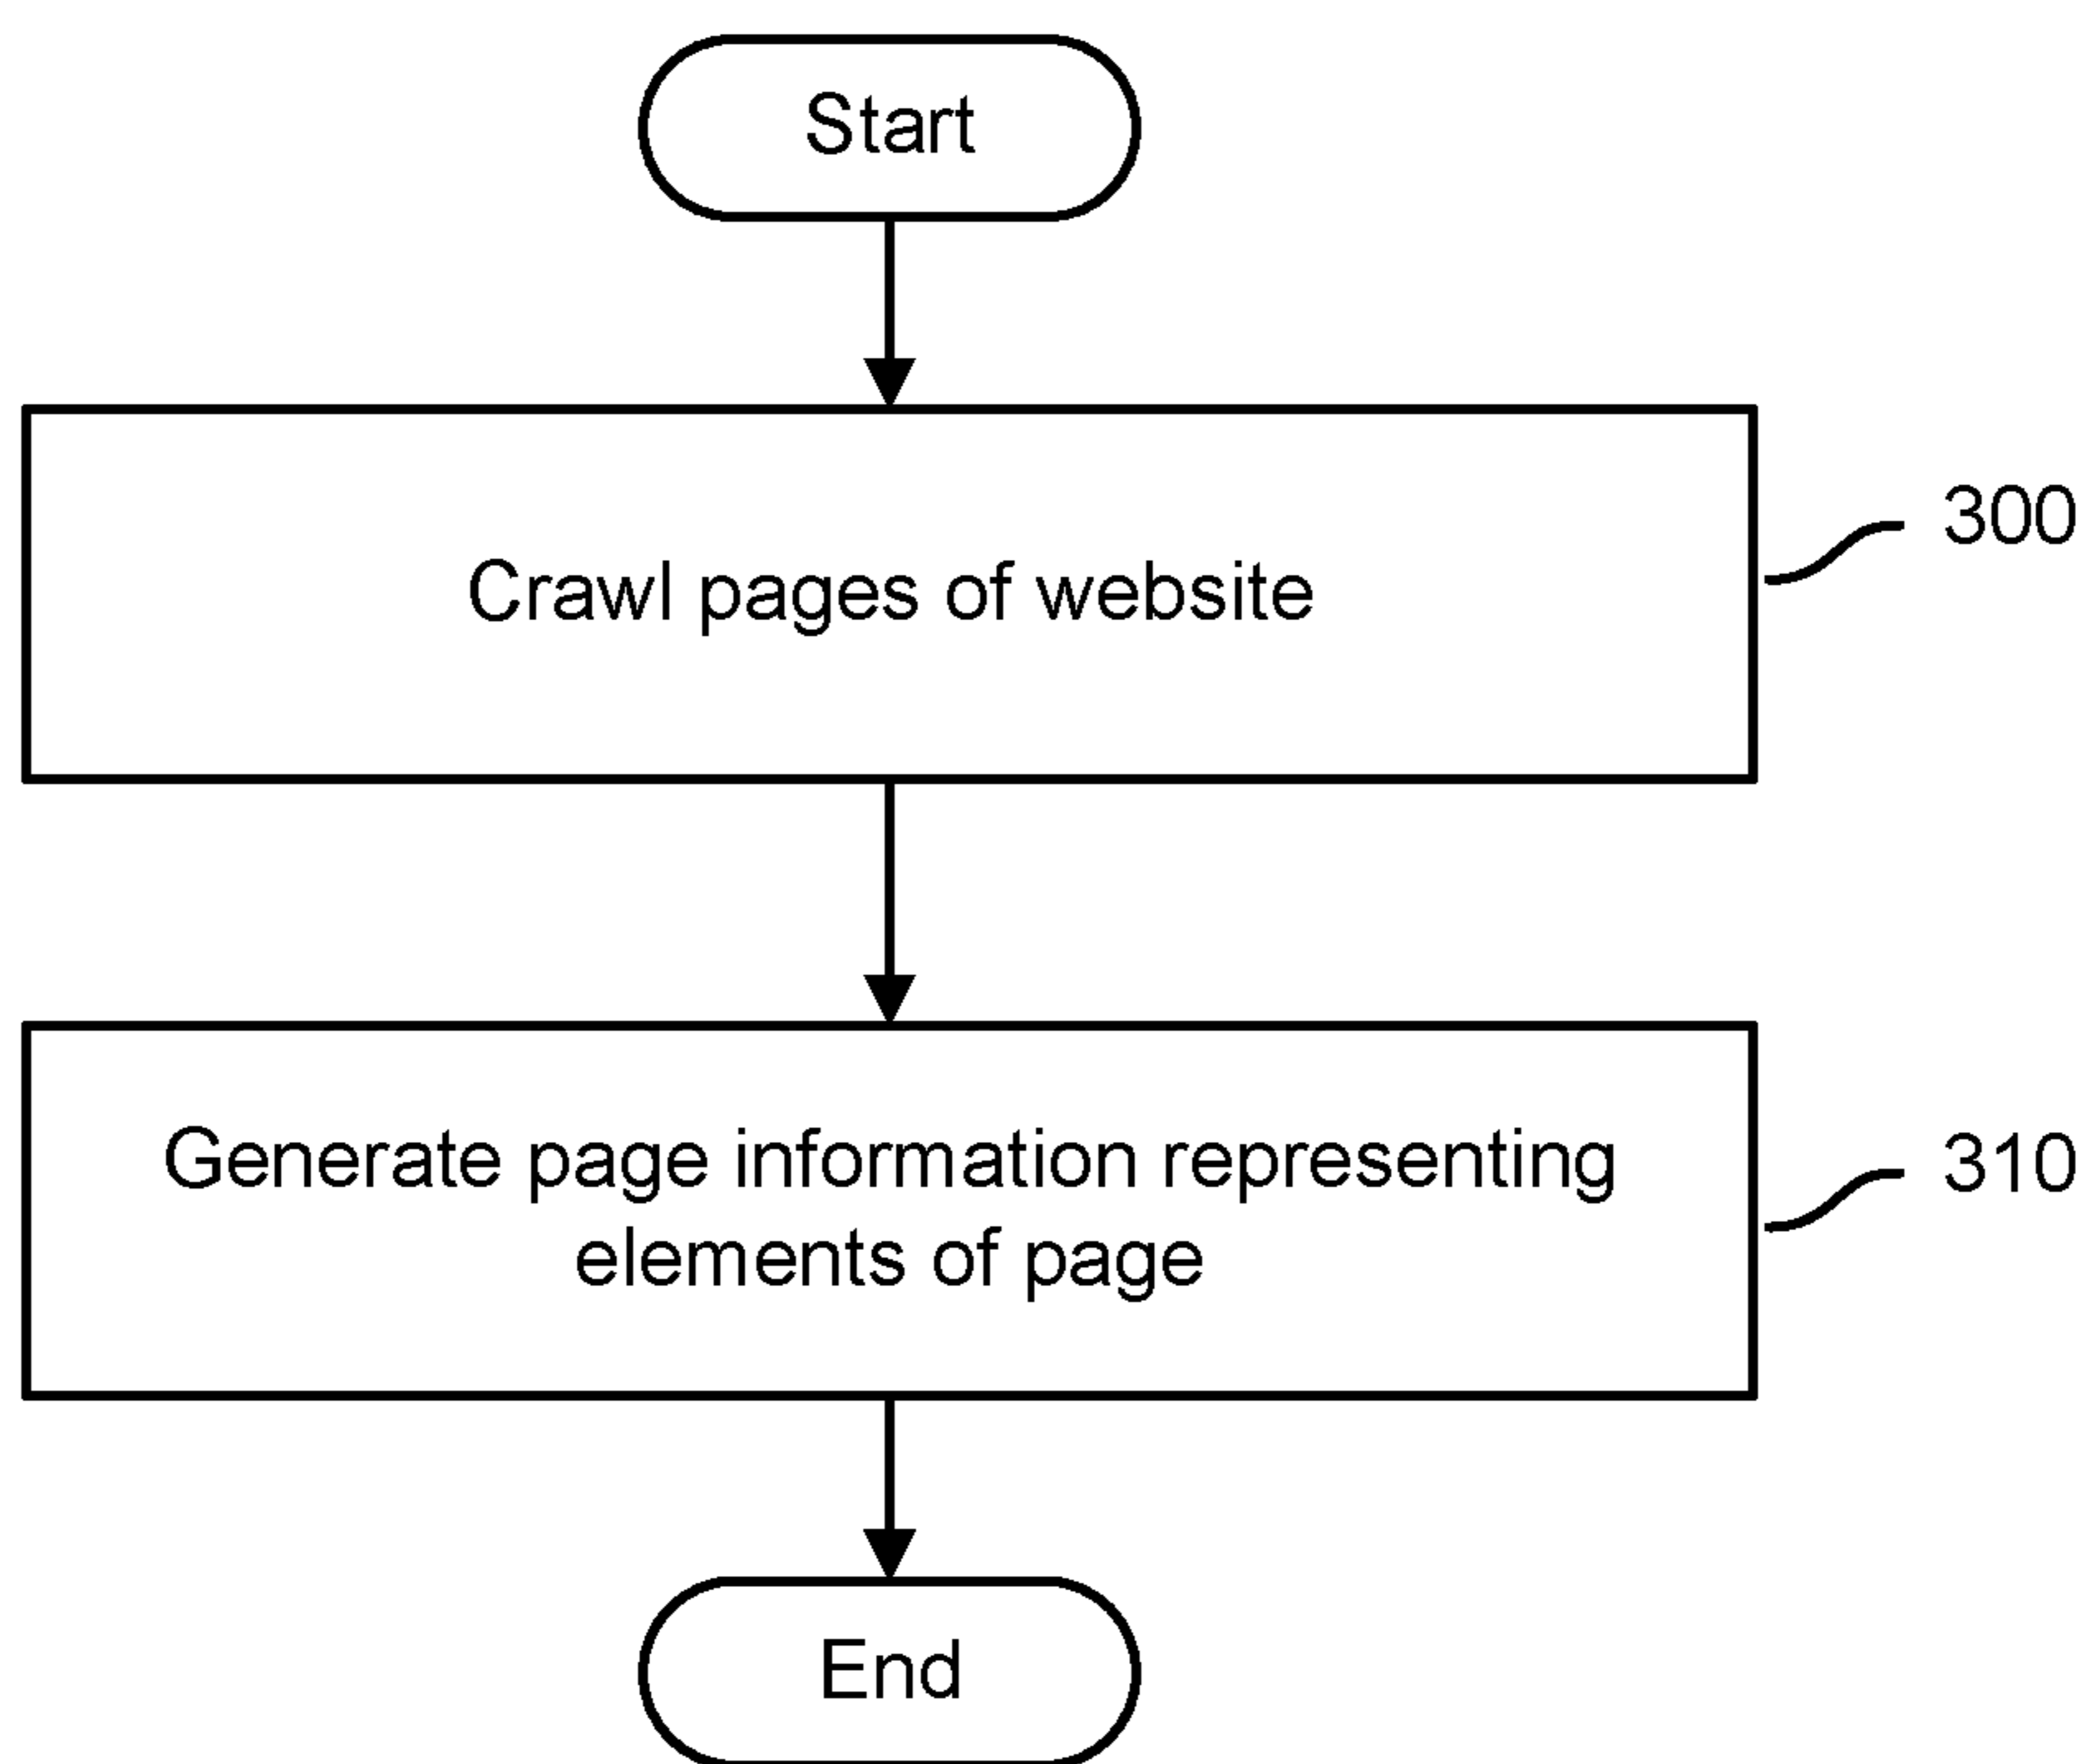 Start
Crawl pages of website
300
Generate page information representing
elements of page
310
End